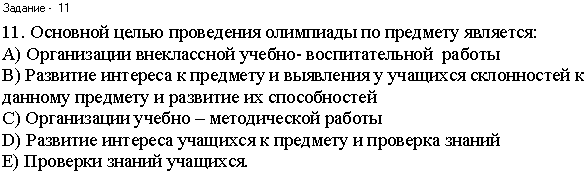 Задание - 11
11. Основной целью проведения олимпиады по предмету является:
A) Организации внеклассной учебно- воспитательной работы
B) Развитие интереса к предмету и выявления у учащихся склонностей к
данному предмету и развитие их способностей
C) Организации учебно – методической работы
D) Развитие интереса учащихся к предмету и проверка знаний
E) Проверки знаний учащихся.